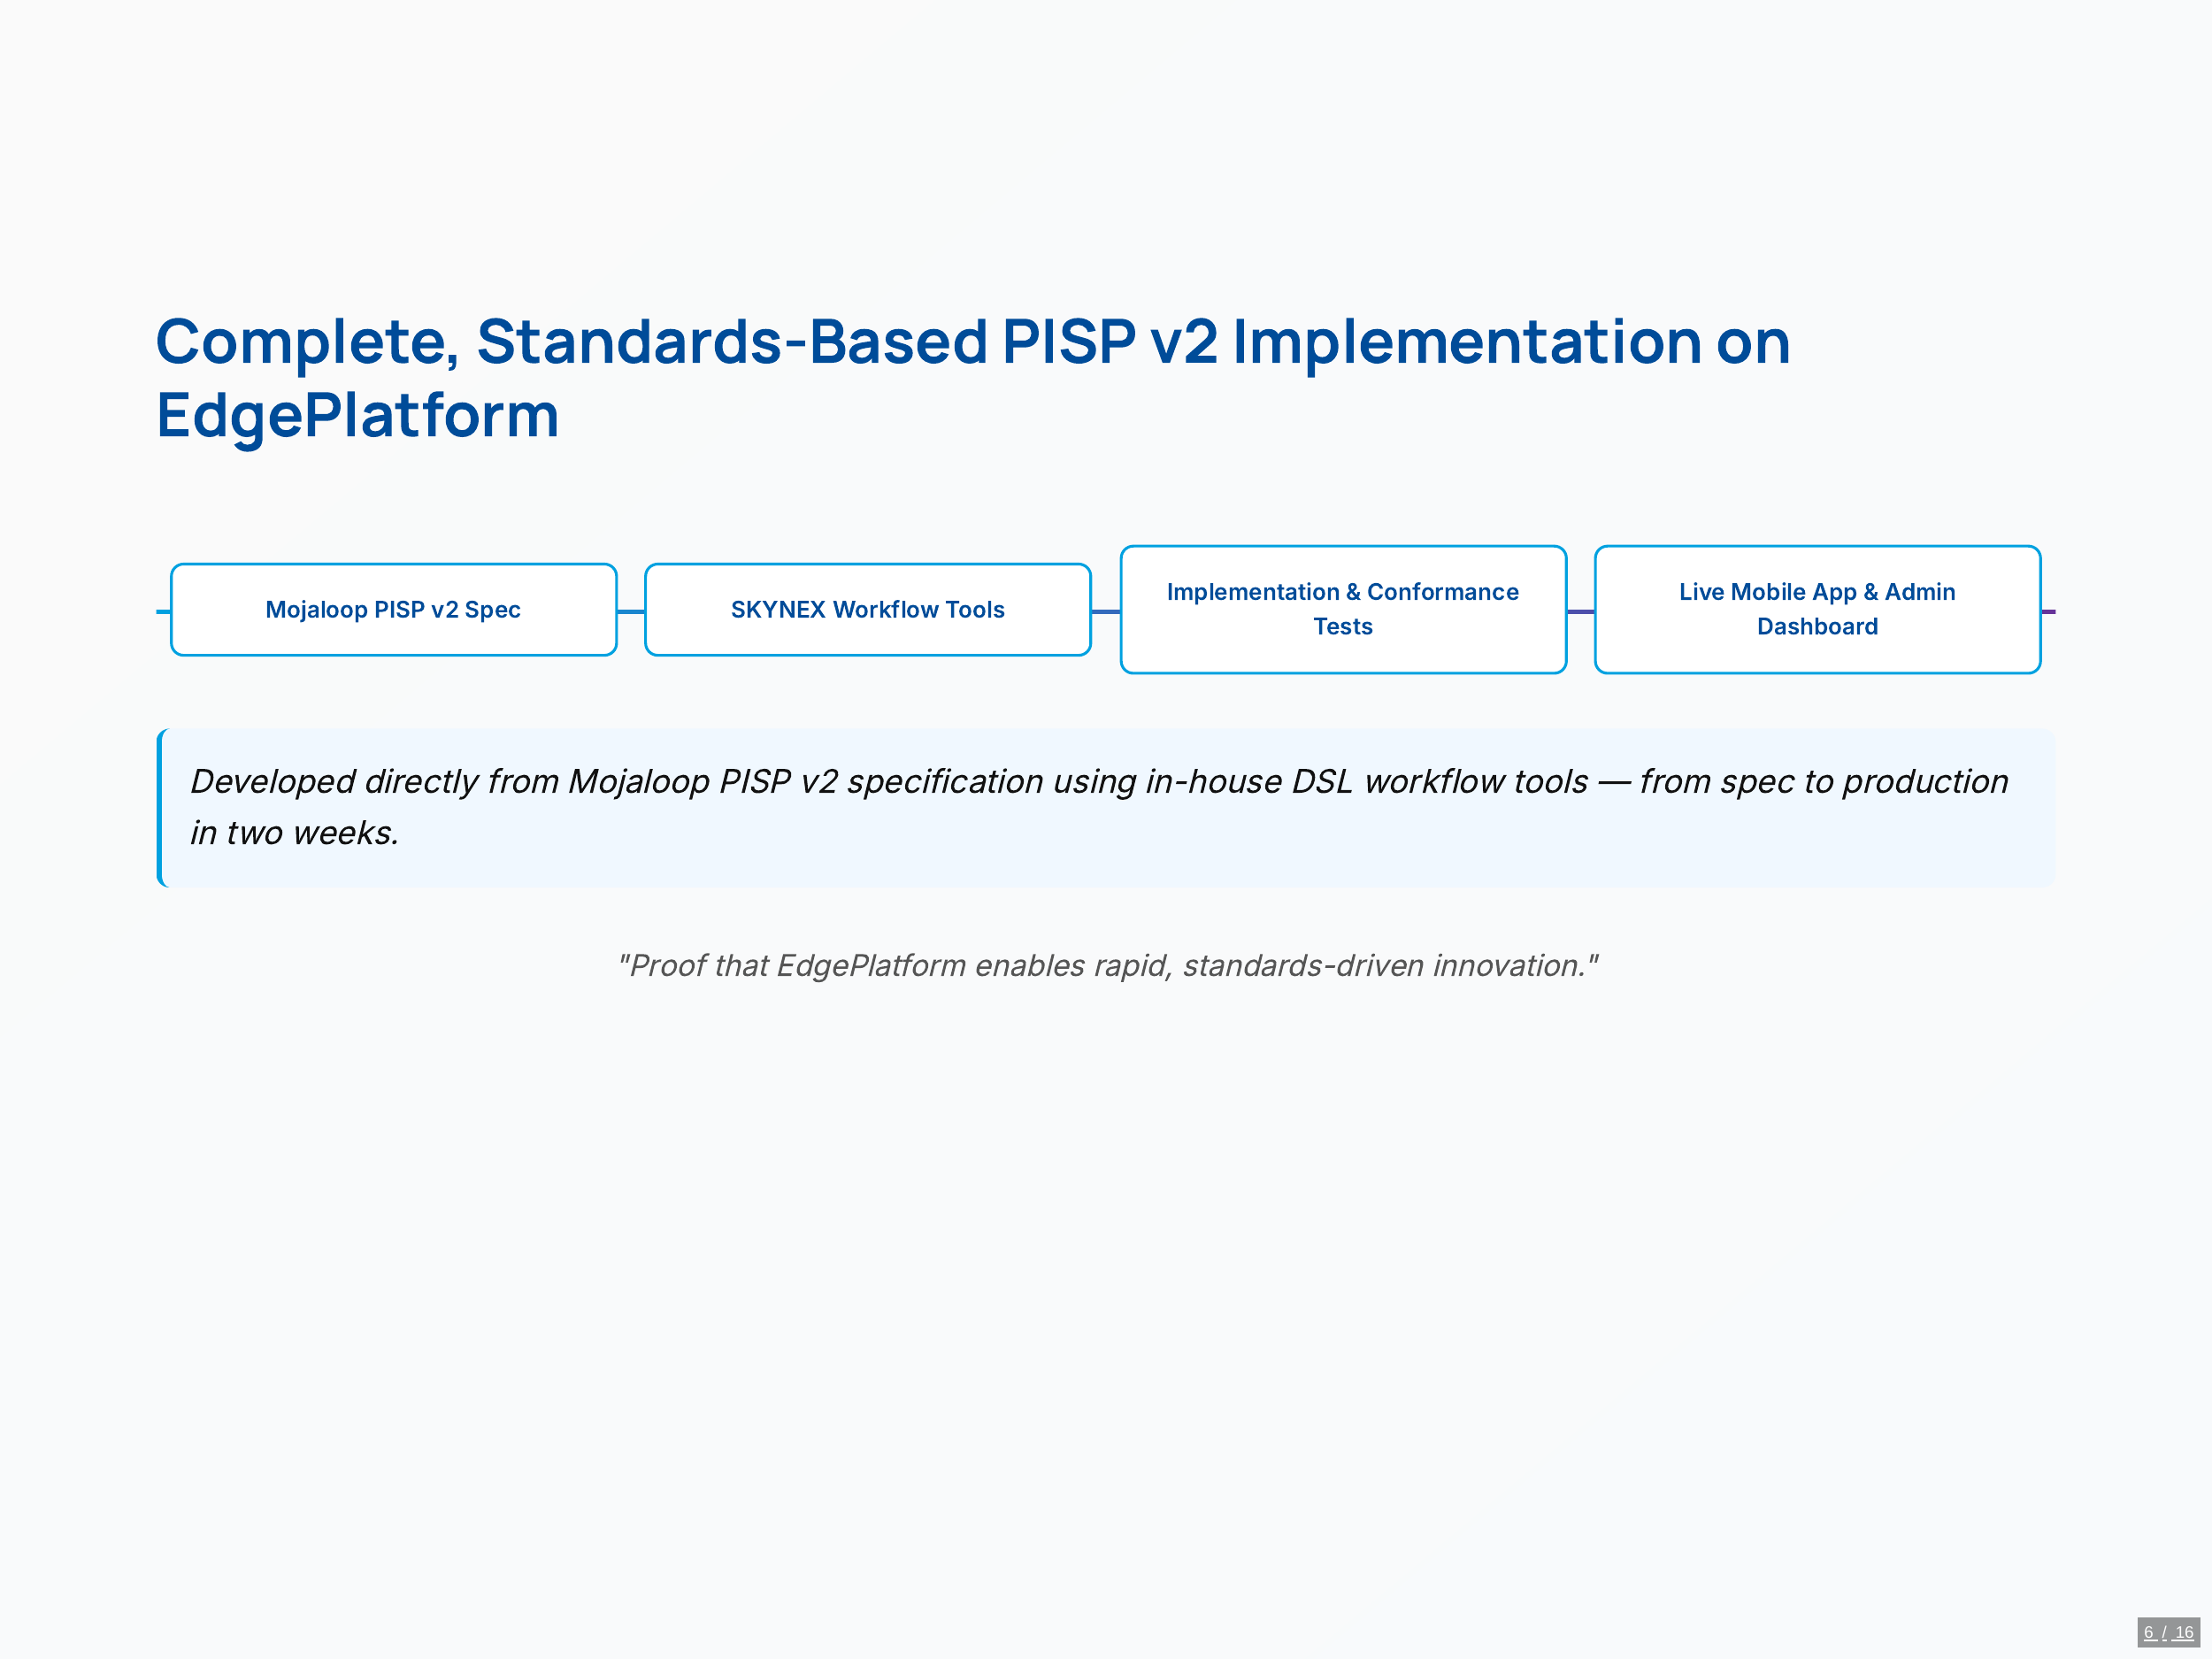 Complete, Standards-Based PISP v2 Implementation on
EdgePlatform
Mojaloop PISP v2 Spec
SKYNEX Workflow Tools
Implementation & Conformance
Tests
Live Mobile App & Admin
Dashboard
Developed directly from Mojaloop PISP v2 specification using in-house DSL workflow tools — from spec to production
in two weeks.
"Proof that EdgePlatform enables rapid, standards-driven innovation."
6 / 16